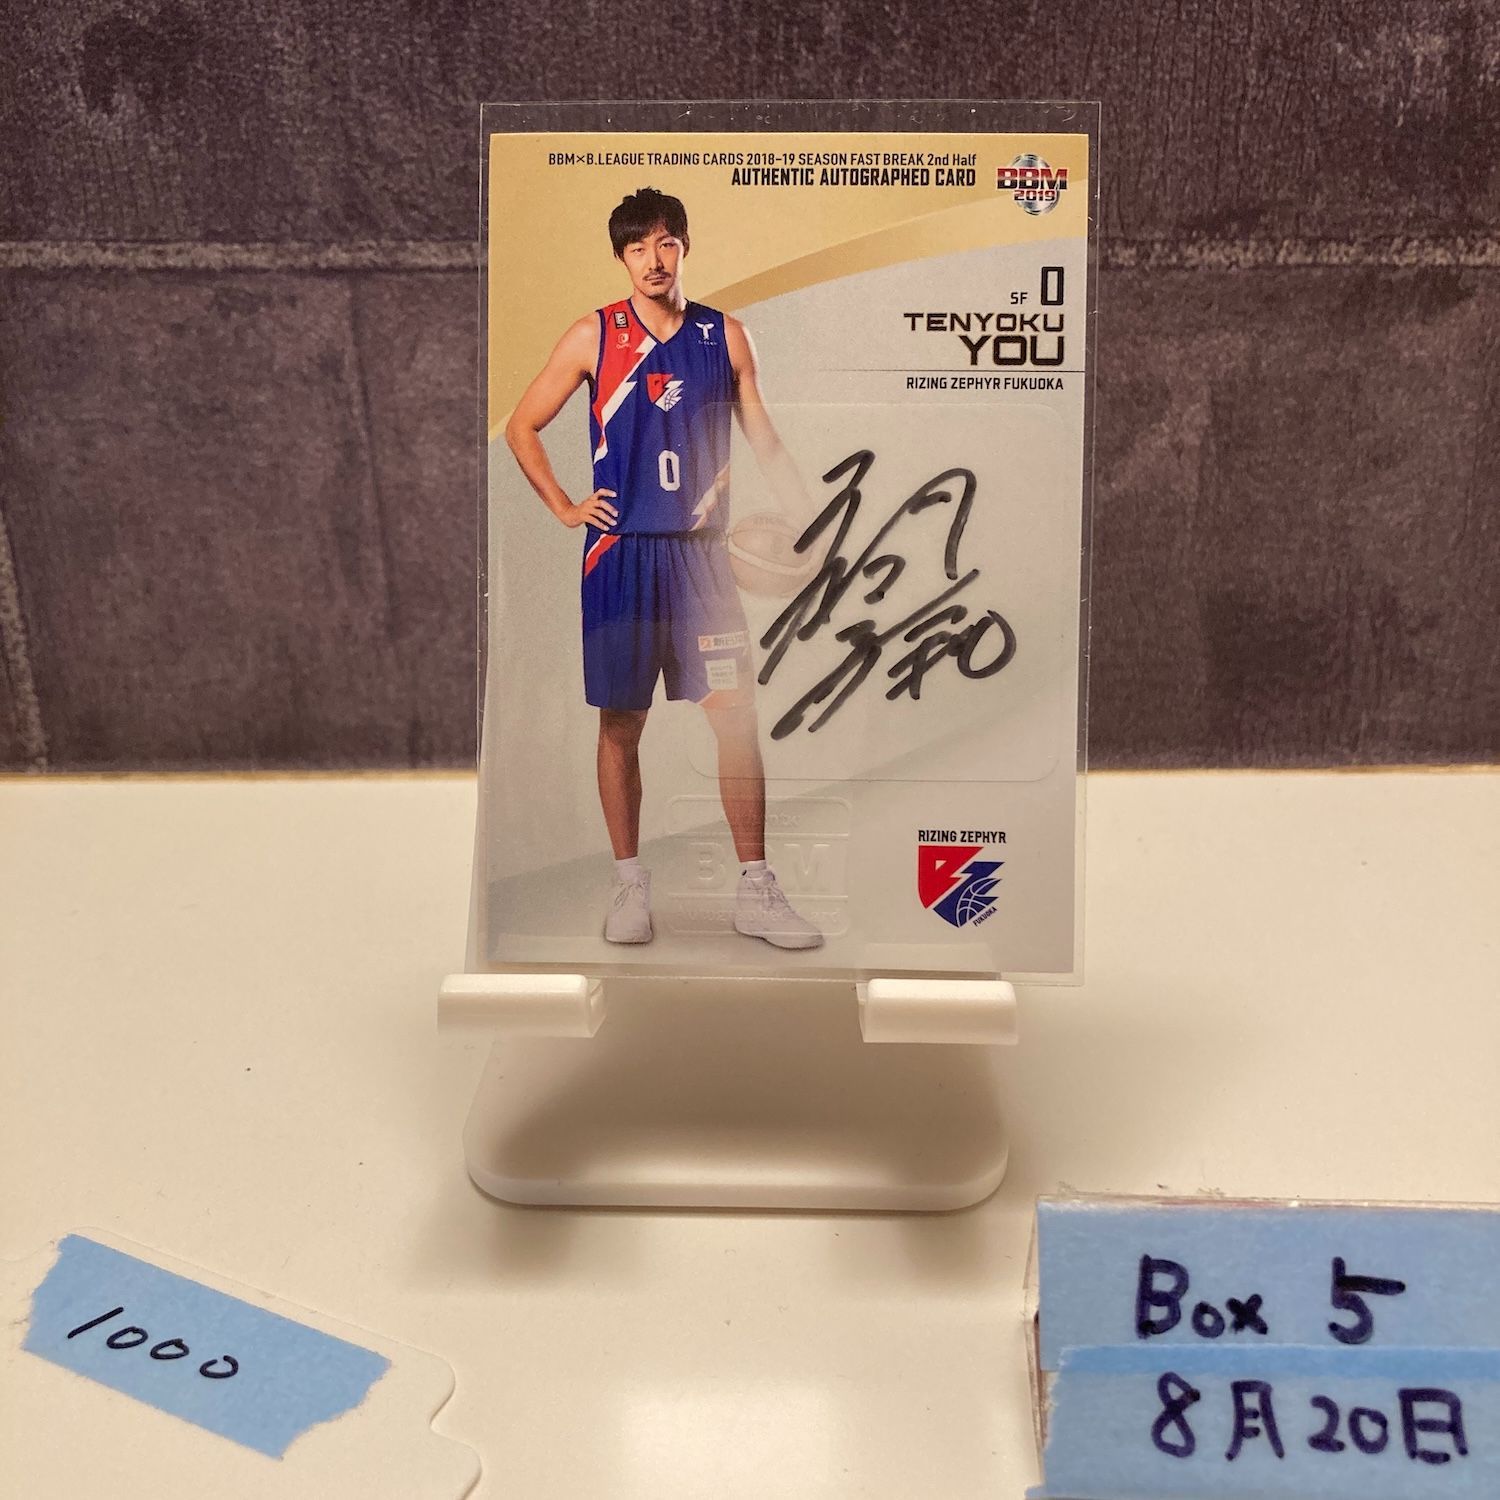 BBM×B.LEAGUE TRADING CARDS 2018-19 SEASON FAST BREAK 2nd Half
AUTHENTIC AUTOGRAPHED CARD
BBM
2019
SF 0
TENYOKU
YOU
RIZING ZEPHYR FUKUOKA
0
BBM
Autographed Card
RIZING ZEPHYR
FUKUOKA
1000
Box 5
8月20日